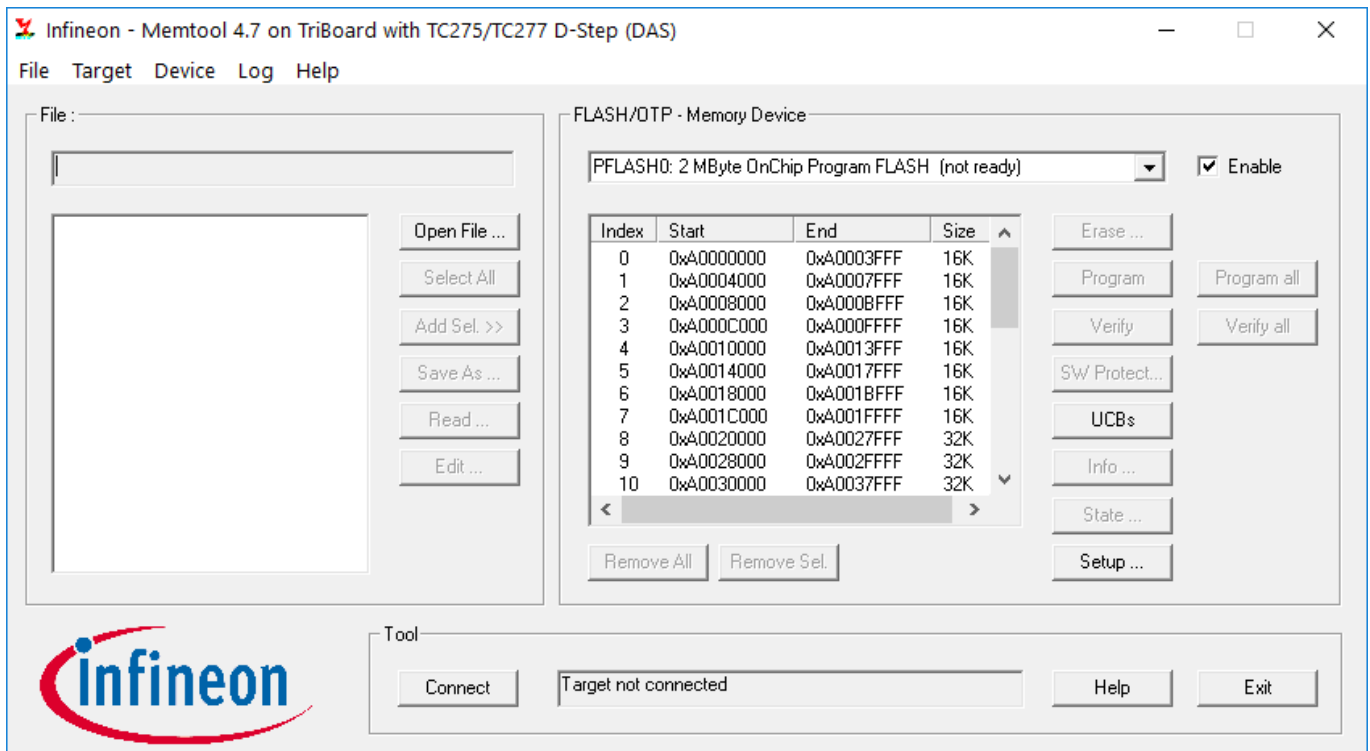 Infineon - Memtool 4.7 on TriBoard with TC275/TC277 D-Step (DAS)
File Target Device Log Help
File :
Open File ...
Select All
Add Sel. >>
Save As ...
Read ...
Edit ...
FLASH/OTP - Memory Device
PFLASH0: 2 MByte OnChip Program FLASH (not ready)
Enable
Index Start End Size
0 0xA0000000 0xA0003FFF 16K
1 0xA0004000 0xA0007FFF 16K
2 0xA0008000 0xA000BFFF 16K
3 0xA000C000 0xA000FFFF 16K
4 0xA0010000 0xA0013FFF 16K
5 0xA0014000 0xA0017FFF 16K
6 0xA0018000 0xA001BFFF 16K
7 0xA001C000 0xA001FFFF 16K
8 0xA0020000 0xA0027FFF 32K
9 0xA0028000 0xA002FFFF 32K
10 0xA0030000 0xA0037FFF 32K
Erase ...
Program
Program all
Verify
Verify all
SW Protect...
UCBs
Info ...
State ...
Setup ...
Remove All
Remove Sel.
infineon
Tool
Connect
Target not connected
Help
Exit